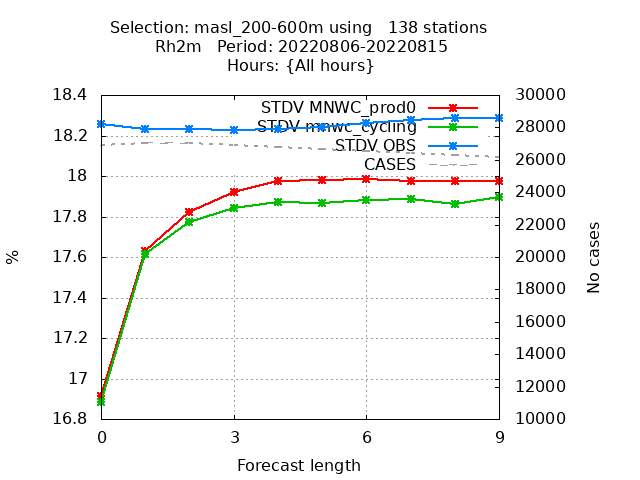 Selection: masl_200-600m using   138 stations
Rh2m   Period: 20220806-20220815
Hours: {All hours}
18.4
18.2
18
17.8
17.6
17.4
17.2
17
16.8
%
STDV MNWC_prod0
STDV mnwc_cycling
STDV OBS
CASES
30000
28000
26000
24000
22000
20000
18000
16000
14000
12000
10000
No cases
0
3
6
9
Forecast length